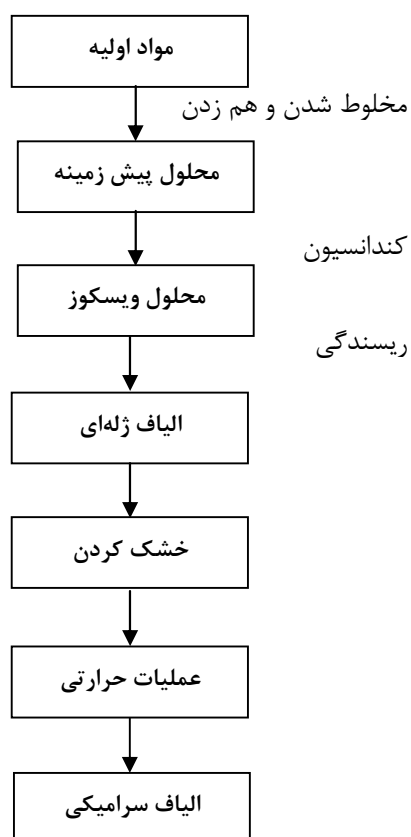 مواد اولیه
مخلوط شدن و هم زدن
محلول پیش زمینه
کندانسیون
محلول ویسکوز
ریسندگی
الیاف ژله‌ای
خشک کردن
عملیات حرارتی
الیاف سرامیکی